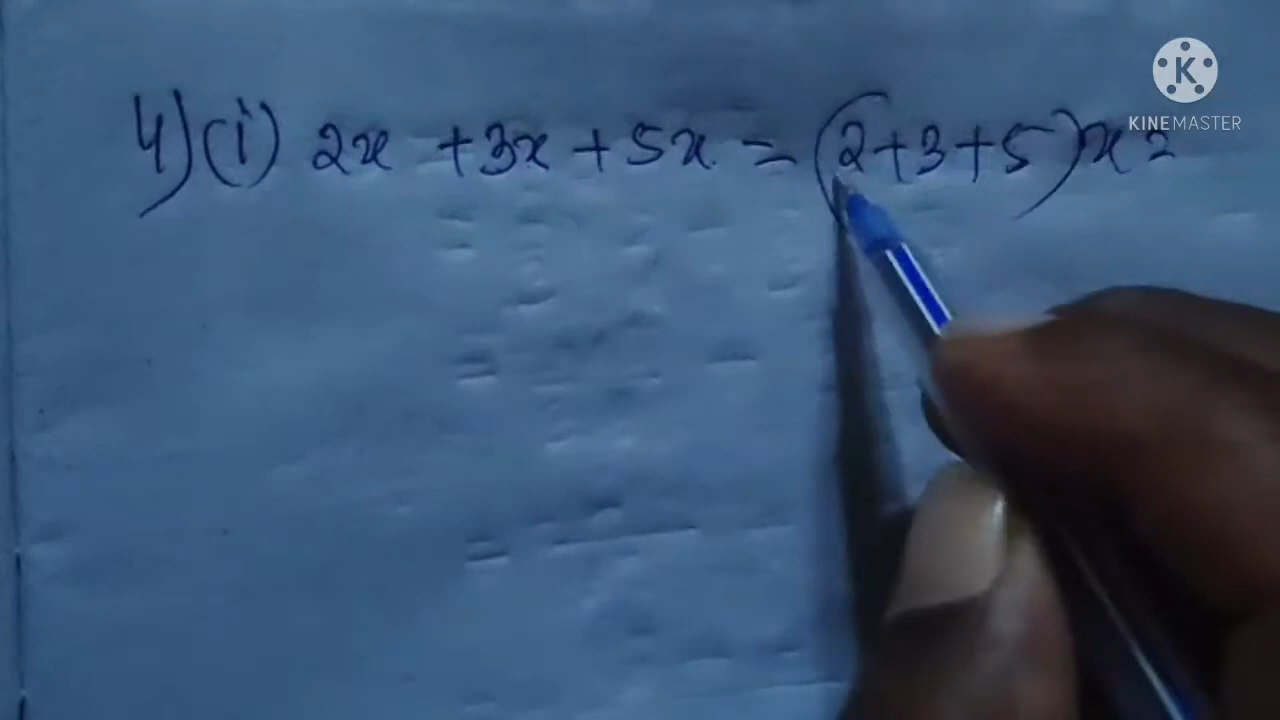 K
KINEMASTER
4)(i) 2x + 3x + 5x = (2+3+5)x =